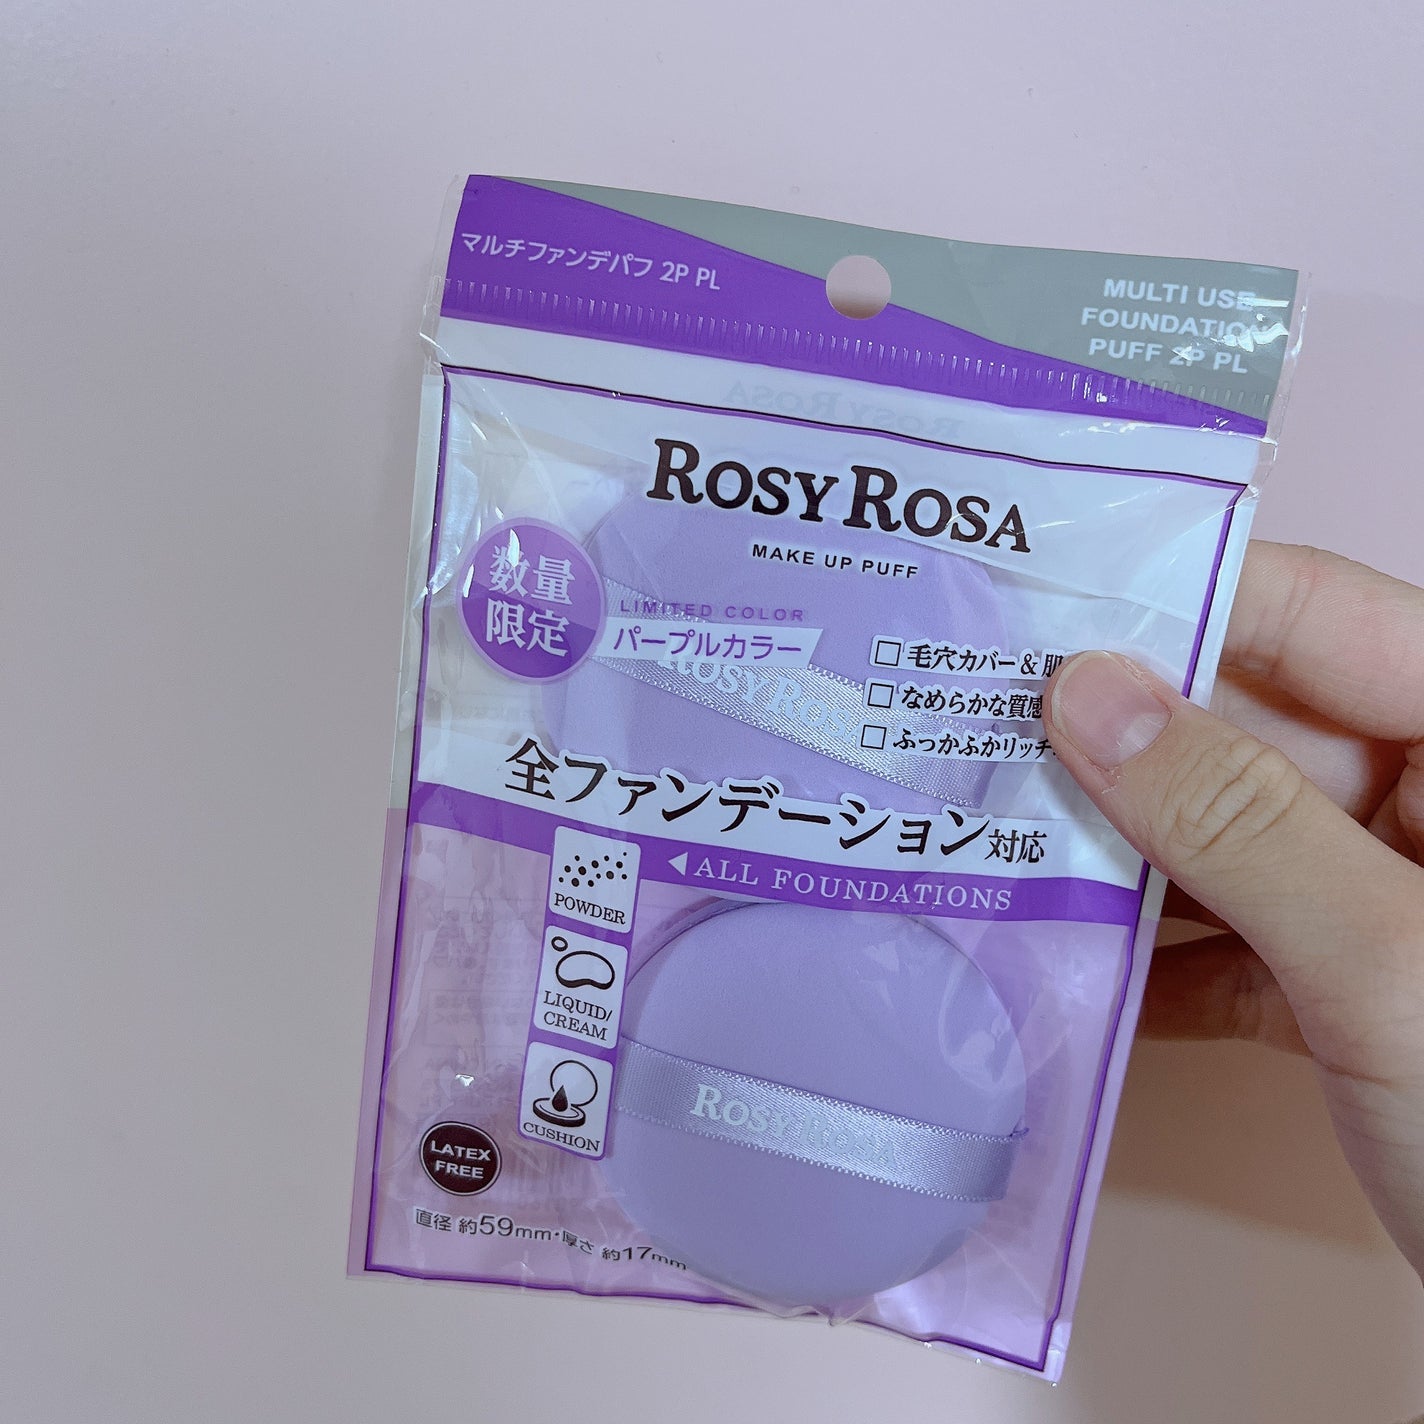 マルチファンデパフ 2P PL
MULTI USE
FOUNDATION
PUFF 2P PL
ROSY ROSA
MAKE UP PUFF
数量
限定
LIMITED COLOR
パープルカラー
□ 毛穴カバー & 肌
□ なめらかな質感
□ ふっかふかリッチ
ROSY ROSA
全ファンデーション対応
◀ALL FOUNDATIONS
POWDER
LIQUID/
CREAM
CUSHION
ROSY ROSA
LATEX
FREE
直径 約59mm・厚さ 約17mm